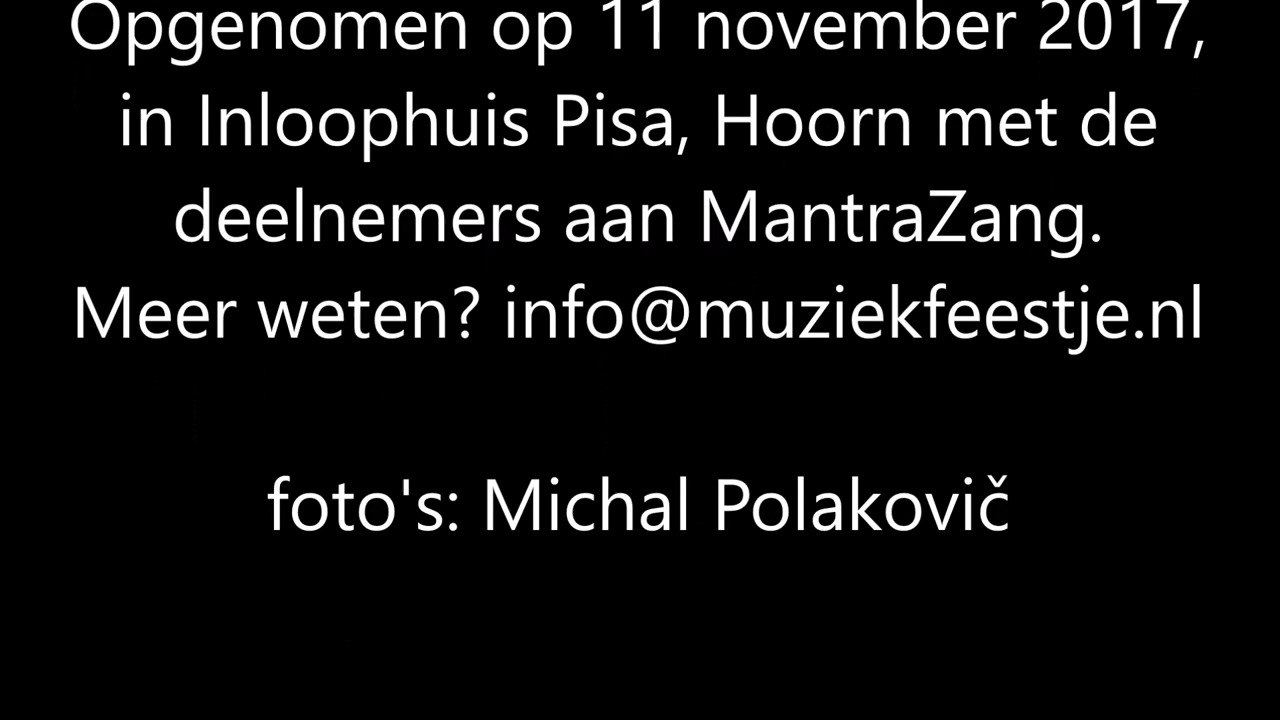 Opgenomen op 11 november 2017,
in Inloophuis Pisa, Hoorn met de
deelnemers aan MantraZang.
Meer weten? info@muziekfeestje.nl
foto's: Michal Polakovič